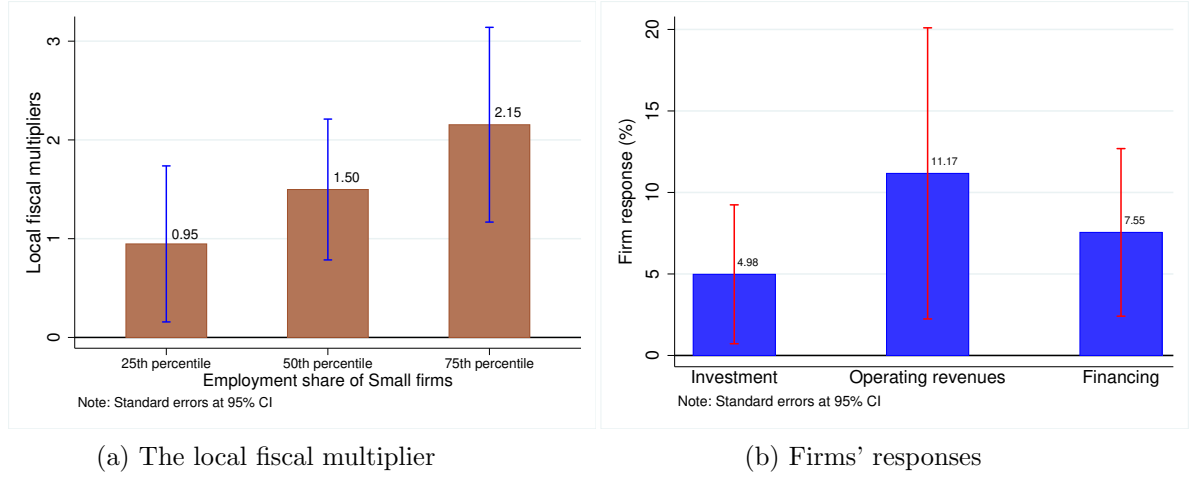 Local fiscal multipliers
3
2
1
0
0.95
1.50
2.15
25th percentile
50th percentile
75th percentile
Employment share of Small firms
Note: Standard errors at 95% CI
(a) The local fiscal multiplier
Firm response (%)
20
15
10
5
0
4.98
11.17
7.55
Investment
Operating revenues
Financing
Note: Standard errors at 95% CI
(b) Firms' responses